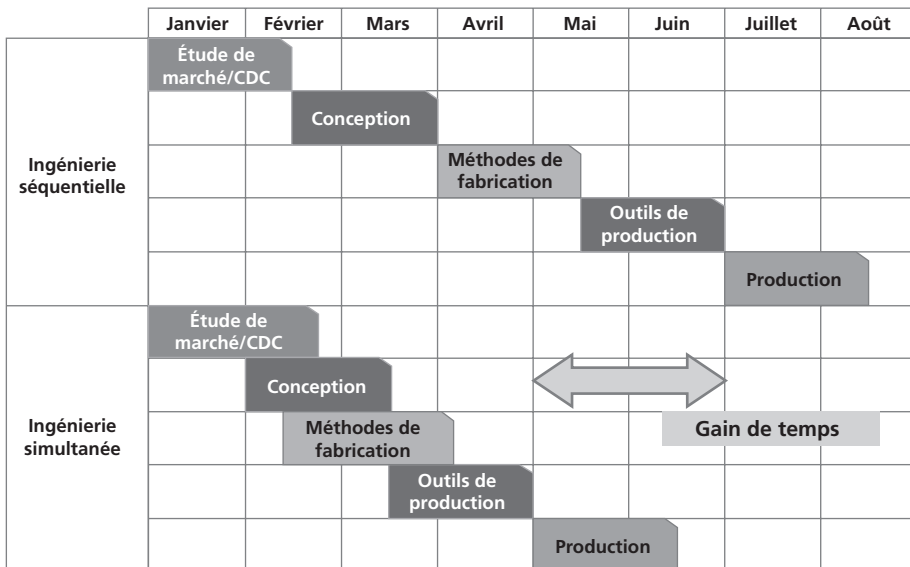 Janvier Février Mars Avril Mai Juin Juillet Août
Ingénierie
séquentielle
Étude de
marché/CDC
Conception
Méthodes de
fabrication
Outils de
production
Production
Ingénierie
simultanée
Étude de
marché/CDC
Conception
Méthodes de
fabrication
Outils de
production
Production
Gain de temps